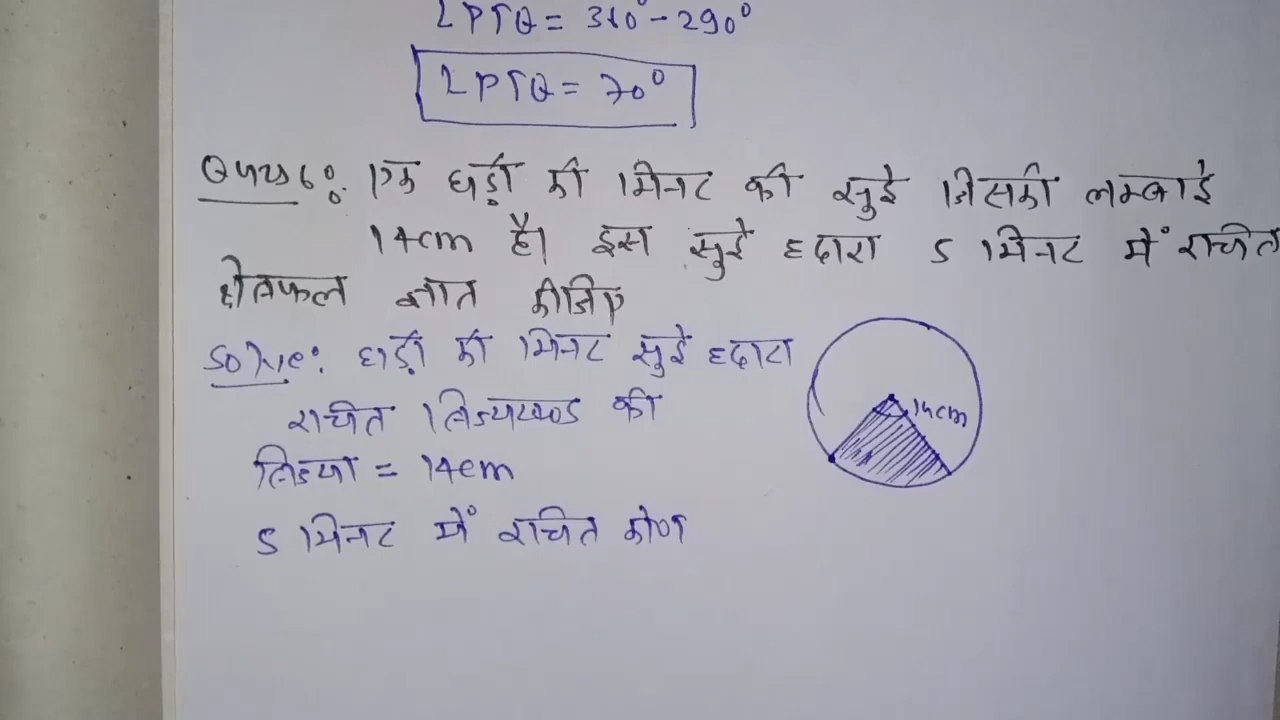 ∠PTQ = 360° - 290°
∠PTQ = 70°
Ques 6: एक घड़ी की मिनट की सुई जिसकी लम्बाई
14cm है। इस सुई द्वारा 5 मिनट में रचित
क्षेत्रफल ज्ञात कीजिए
Solve: घड़ी की मिनट सुई द्वारा
रचित त्रिज्यखण्ड की
14cm
त्रिज्या = 14cm
5 मिनट में रचित कोण